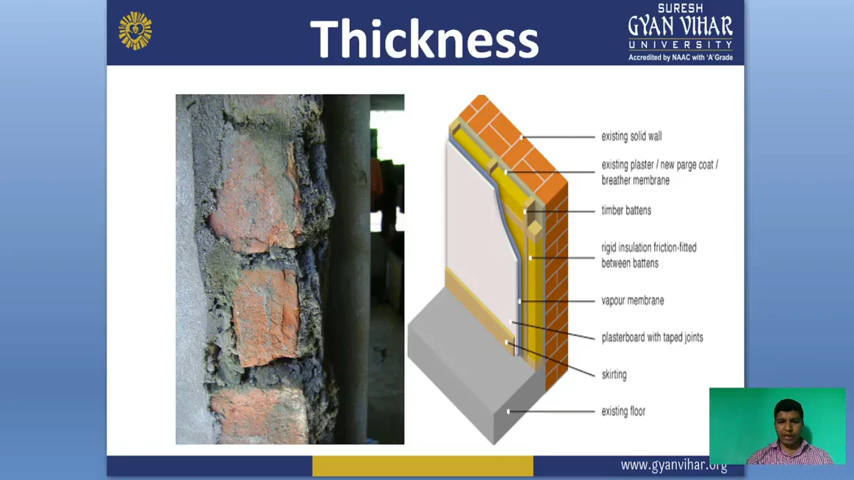 Thickness
SURESH
GYAN VIHAR
UNIVERSITY
Accredited by NAAC with 'A' Grade
existing solid wall
existing plaster / new parge coat /
breather membrane
timber battens
rigid insulation friction-fitted
between battens
vapour membrane
plasterboard with taped joints
skirting
existing floor
www.gyanvihar.org